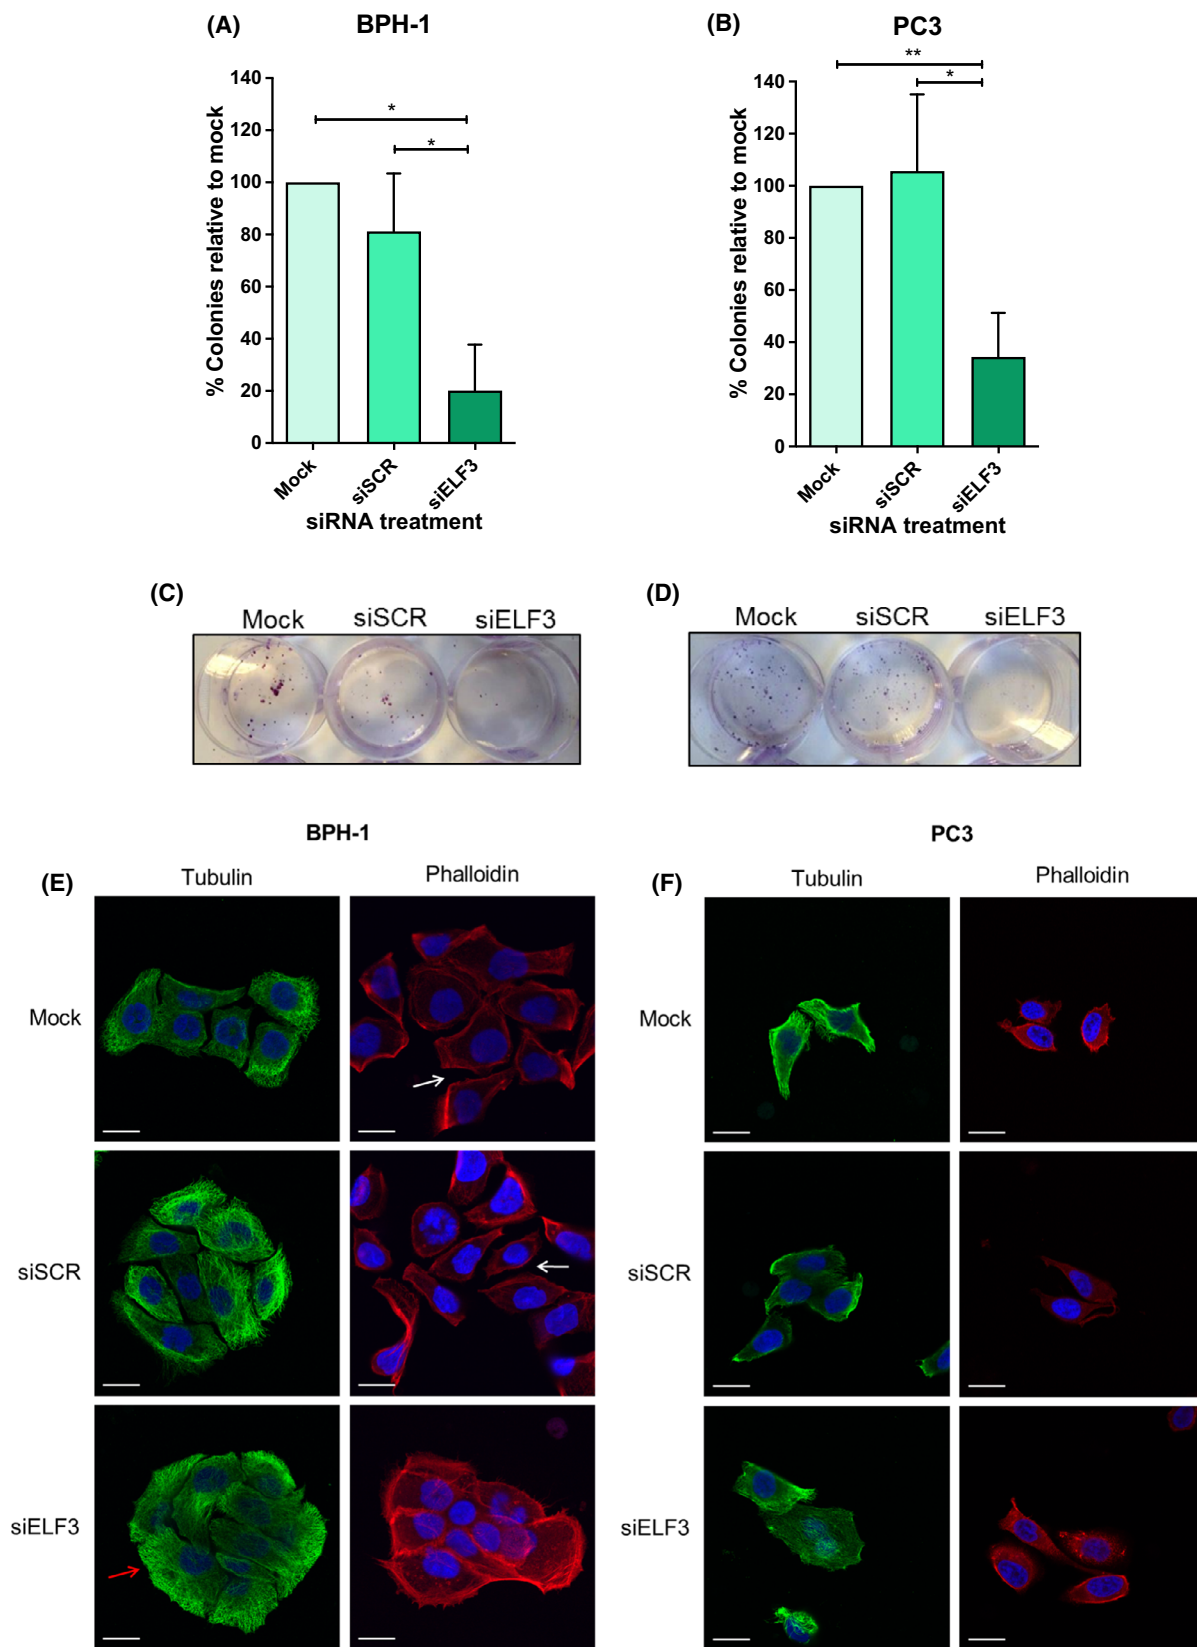 (A) BPH-1
% Colonies relative to mock
140
120
100
80
60
40
20
0
*
*
Mock
siSCR
siELF3
siRNA treatment
(B) PC3
% Colonies relative to mock
140
120
100
80
60
40
20
0
**
*
Mock
siSCR
siELF3
siRNA treatment
(C)
Mock siSCR siELF3
(D)
Mock siSCR siELF3
BPH-1
(E) Tubulin Phalloidin
Mock
siSCR
siELF3
PC3
(F) Tubulin Phalloidin
Mock
siSCR
siELF3